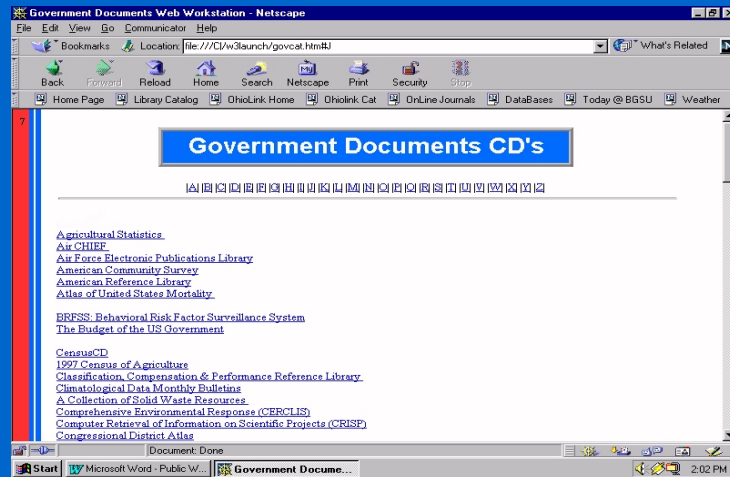 Government Documents Web Workstation - Netscape
File Edit View Go Communicator Help
Bookmarks Location: file:///C|/w3launch/govcat.htm#J What's Related
Back Forward Reload Home Search Netscape Print Security Stop
Home Page Library Catalog OhioLink Home Ohiolink Cat OnLine Journals DataBases Today @ BGSU Weather
7
Government Documents CD's
|A| |B| |C| |D| |E| |F| |G| |H| |I| |J| |K| |L| |M| |N| |O| |P| |Q| |R| |S| |T| |U| |V| |W| |X| |Y| |Z|
Agricultural Statistics
Air CHIEF
Air Force Electronic Publications Library
American Community Survey
American Reference Library
Atlas of United States Mortality
BRFSS: Behavioral Risk Factor Surveillance System
The Budget of the US Government
CensusCD
1997 Census of Agriculture
Classification, Compensation & Performance Reference Library
Climatological Data Monthly Bulletins
A Collection of Solid Waste Resources
Comprehensive Environmental Response (CERCLIS)
Computer Retrieval of Information on Scientific Projects (CRISP)
Congressional District Atlas
Document: Done
Start Microsoft Word - Public W... Government Docume... 2:02 PM